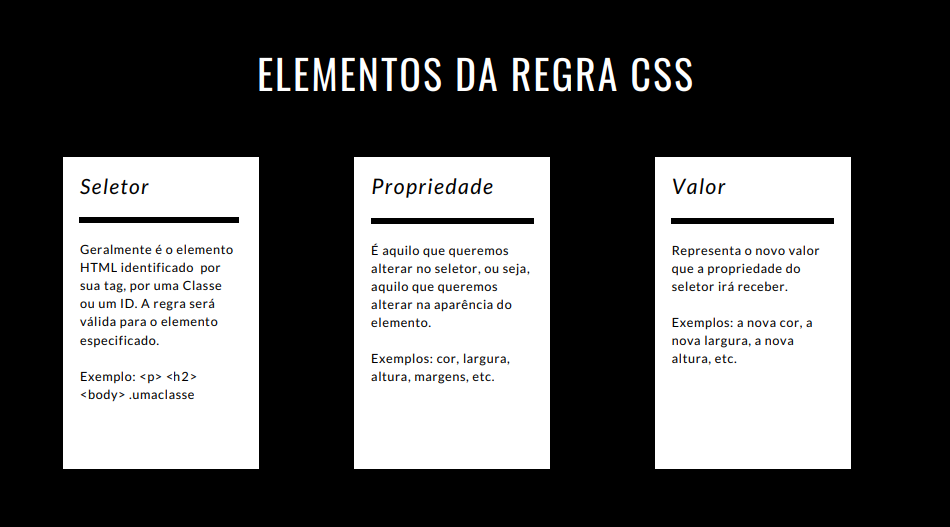 ELEMENTOS DA REGRA CSS
Seletor
Geralmente é o elemento
HTML identificado por
sua tag, por uma Classe
ou um ID. A regra será
válida para o elemento
especificado.
Exemplo: <p> <h2>
<body> .umaclasse
Propriedade
É aquilo que queremos
alterar no seletor, ou seja,
aquilo que queremos
alterar na aparência do
elemento.
Exemplos: cor, largura,
altura, margens, etc.
Valor
Representa o novo valor
que a propriedade do
seletor irá receber.
Exemplos: a nova cor, a
nova largura, a nova
altura, etc.